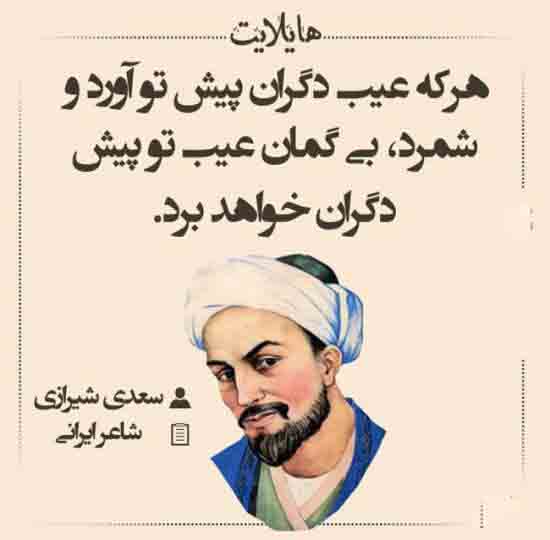 هایلایت
هرکه عیب دگران پیش تو آورد و
شمرد، بی گمان عیب تو پیش
دگران خواهد برد.
سعدی شیرازی
شاعر ایرانی